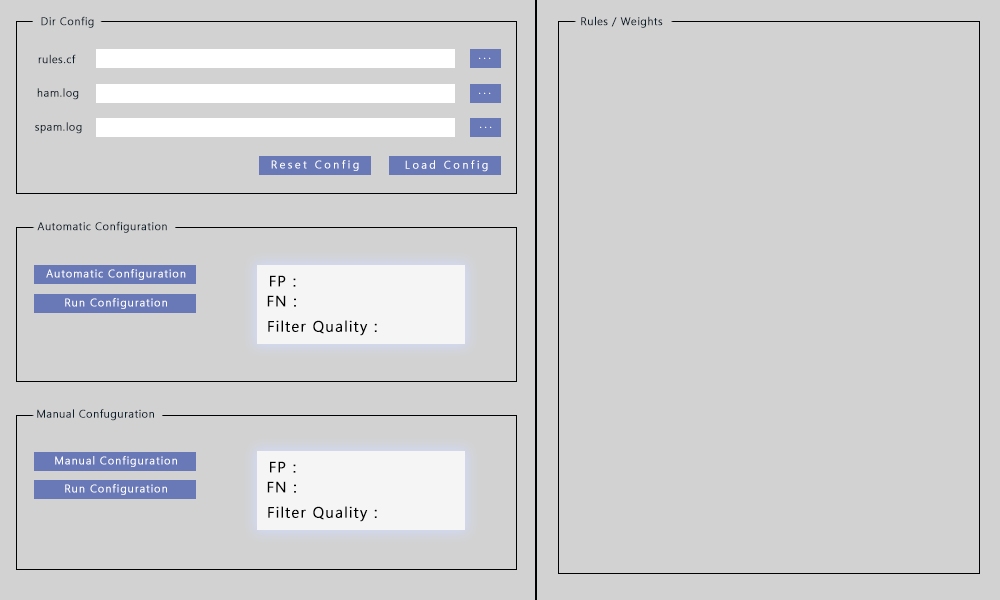 Dir Config
rules.cf
...
ham.log
...
spam.log
...
Reset Config
Load Config
Automatic Configuration
Automatic Configuration
Run Configuration
FP :
FN :
Filter Quality :
Manual Confuguration
Manual Configuration
Run Configuration
FP :
FN :
Filter Quality :
Rules / Weights